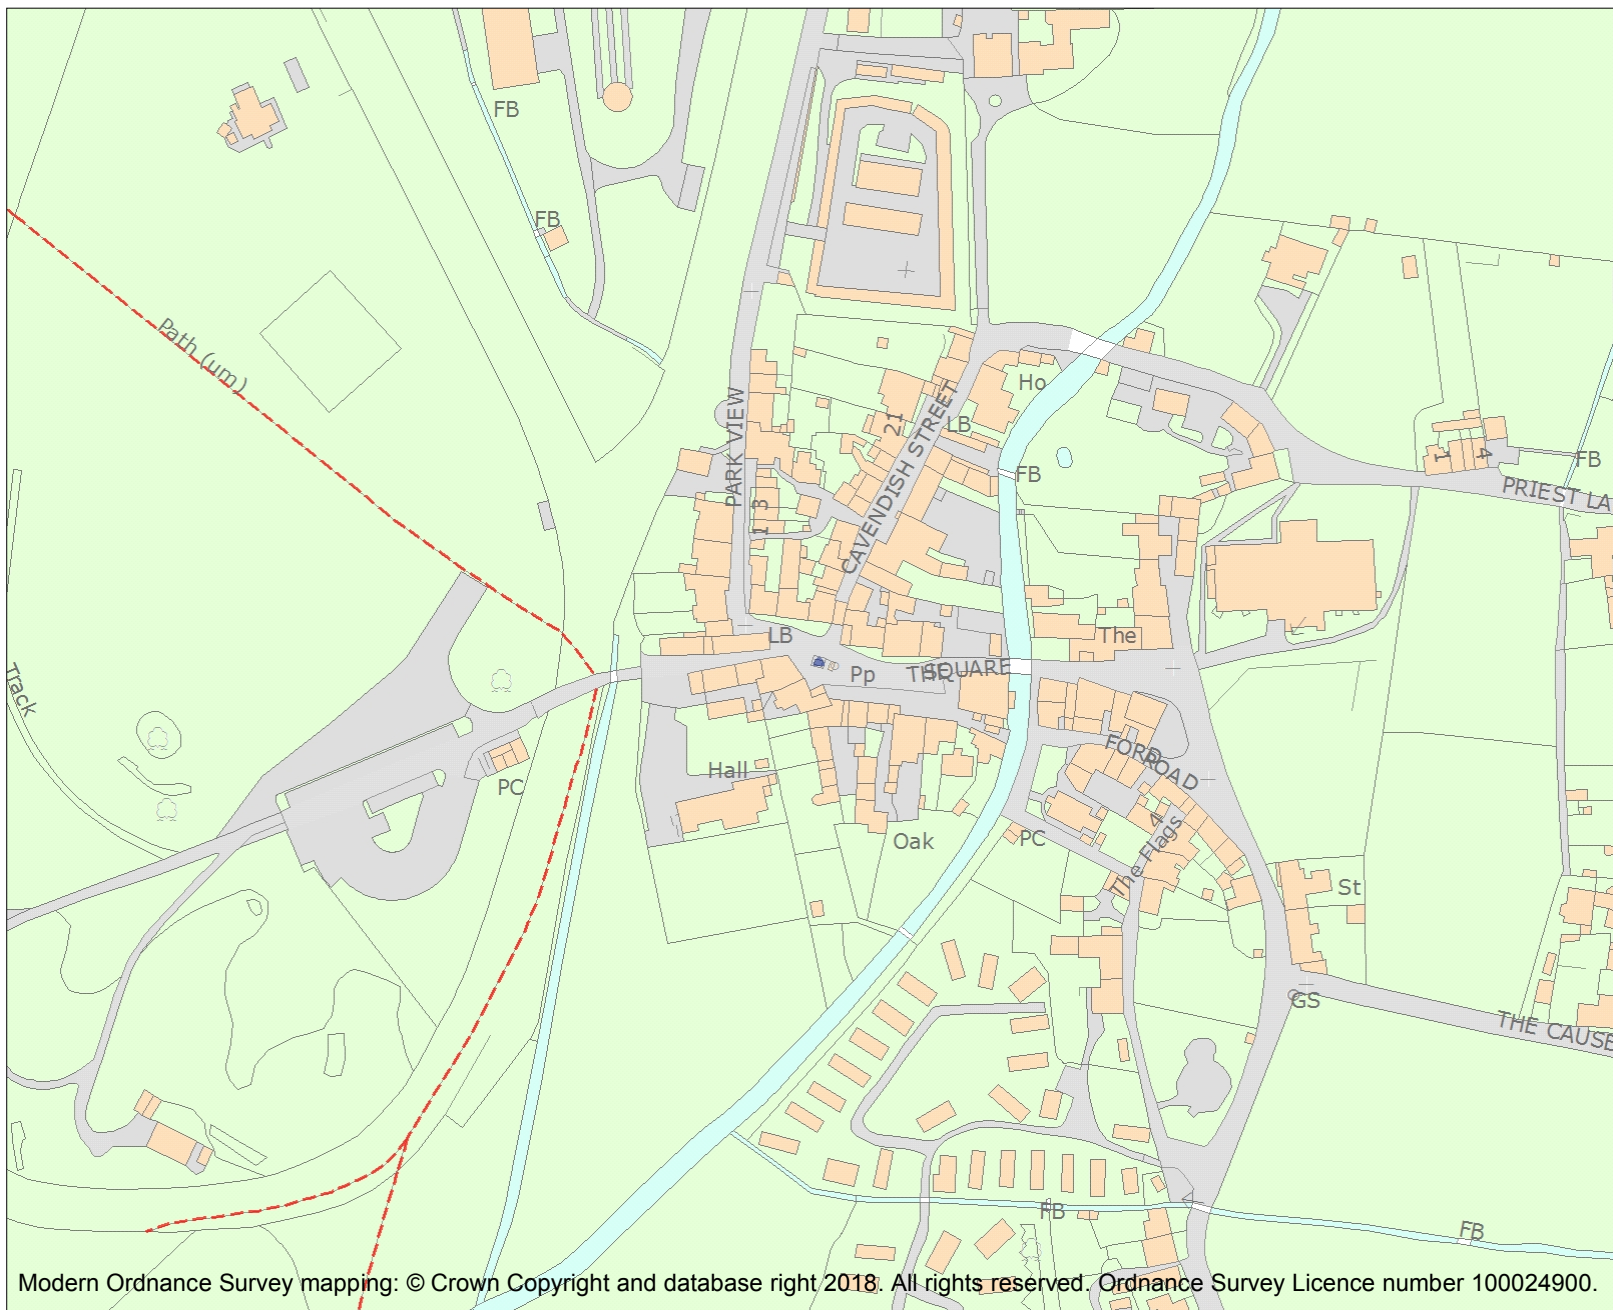 FB
FB
Path (um)
Ho
PARK VIEW
21
LB
CAVENDISH STREET
FB
1
4
FB
PRIEST LA
3
1
LB
The
Pp
THE
SQUARE
Track
FORD
ROAD
Hall
PC
Oak
PC
4
The Flags
St
GS
THE CAUSE
FB
FB
Modern Ordnance Survey mapping: © Crown Copyright and database right 2018. All rights reserved. Ordnance Survey Licence number 100024900.